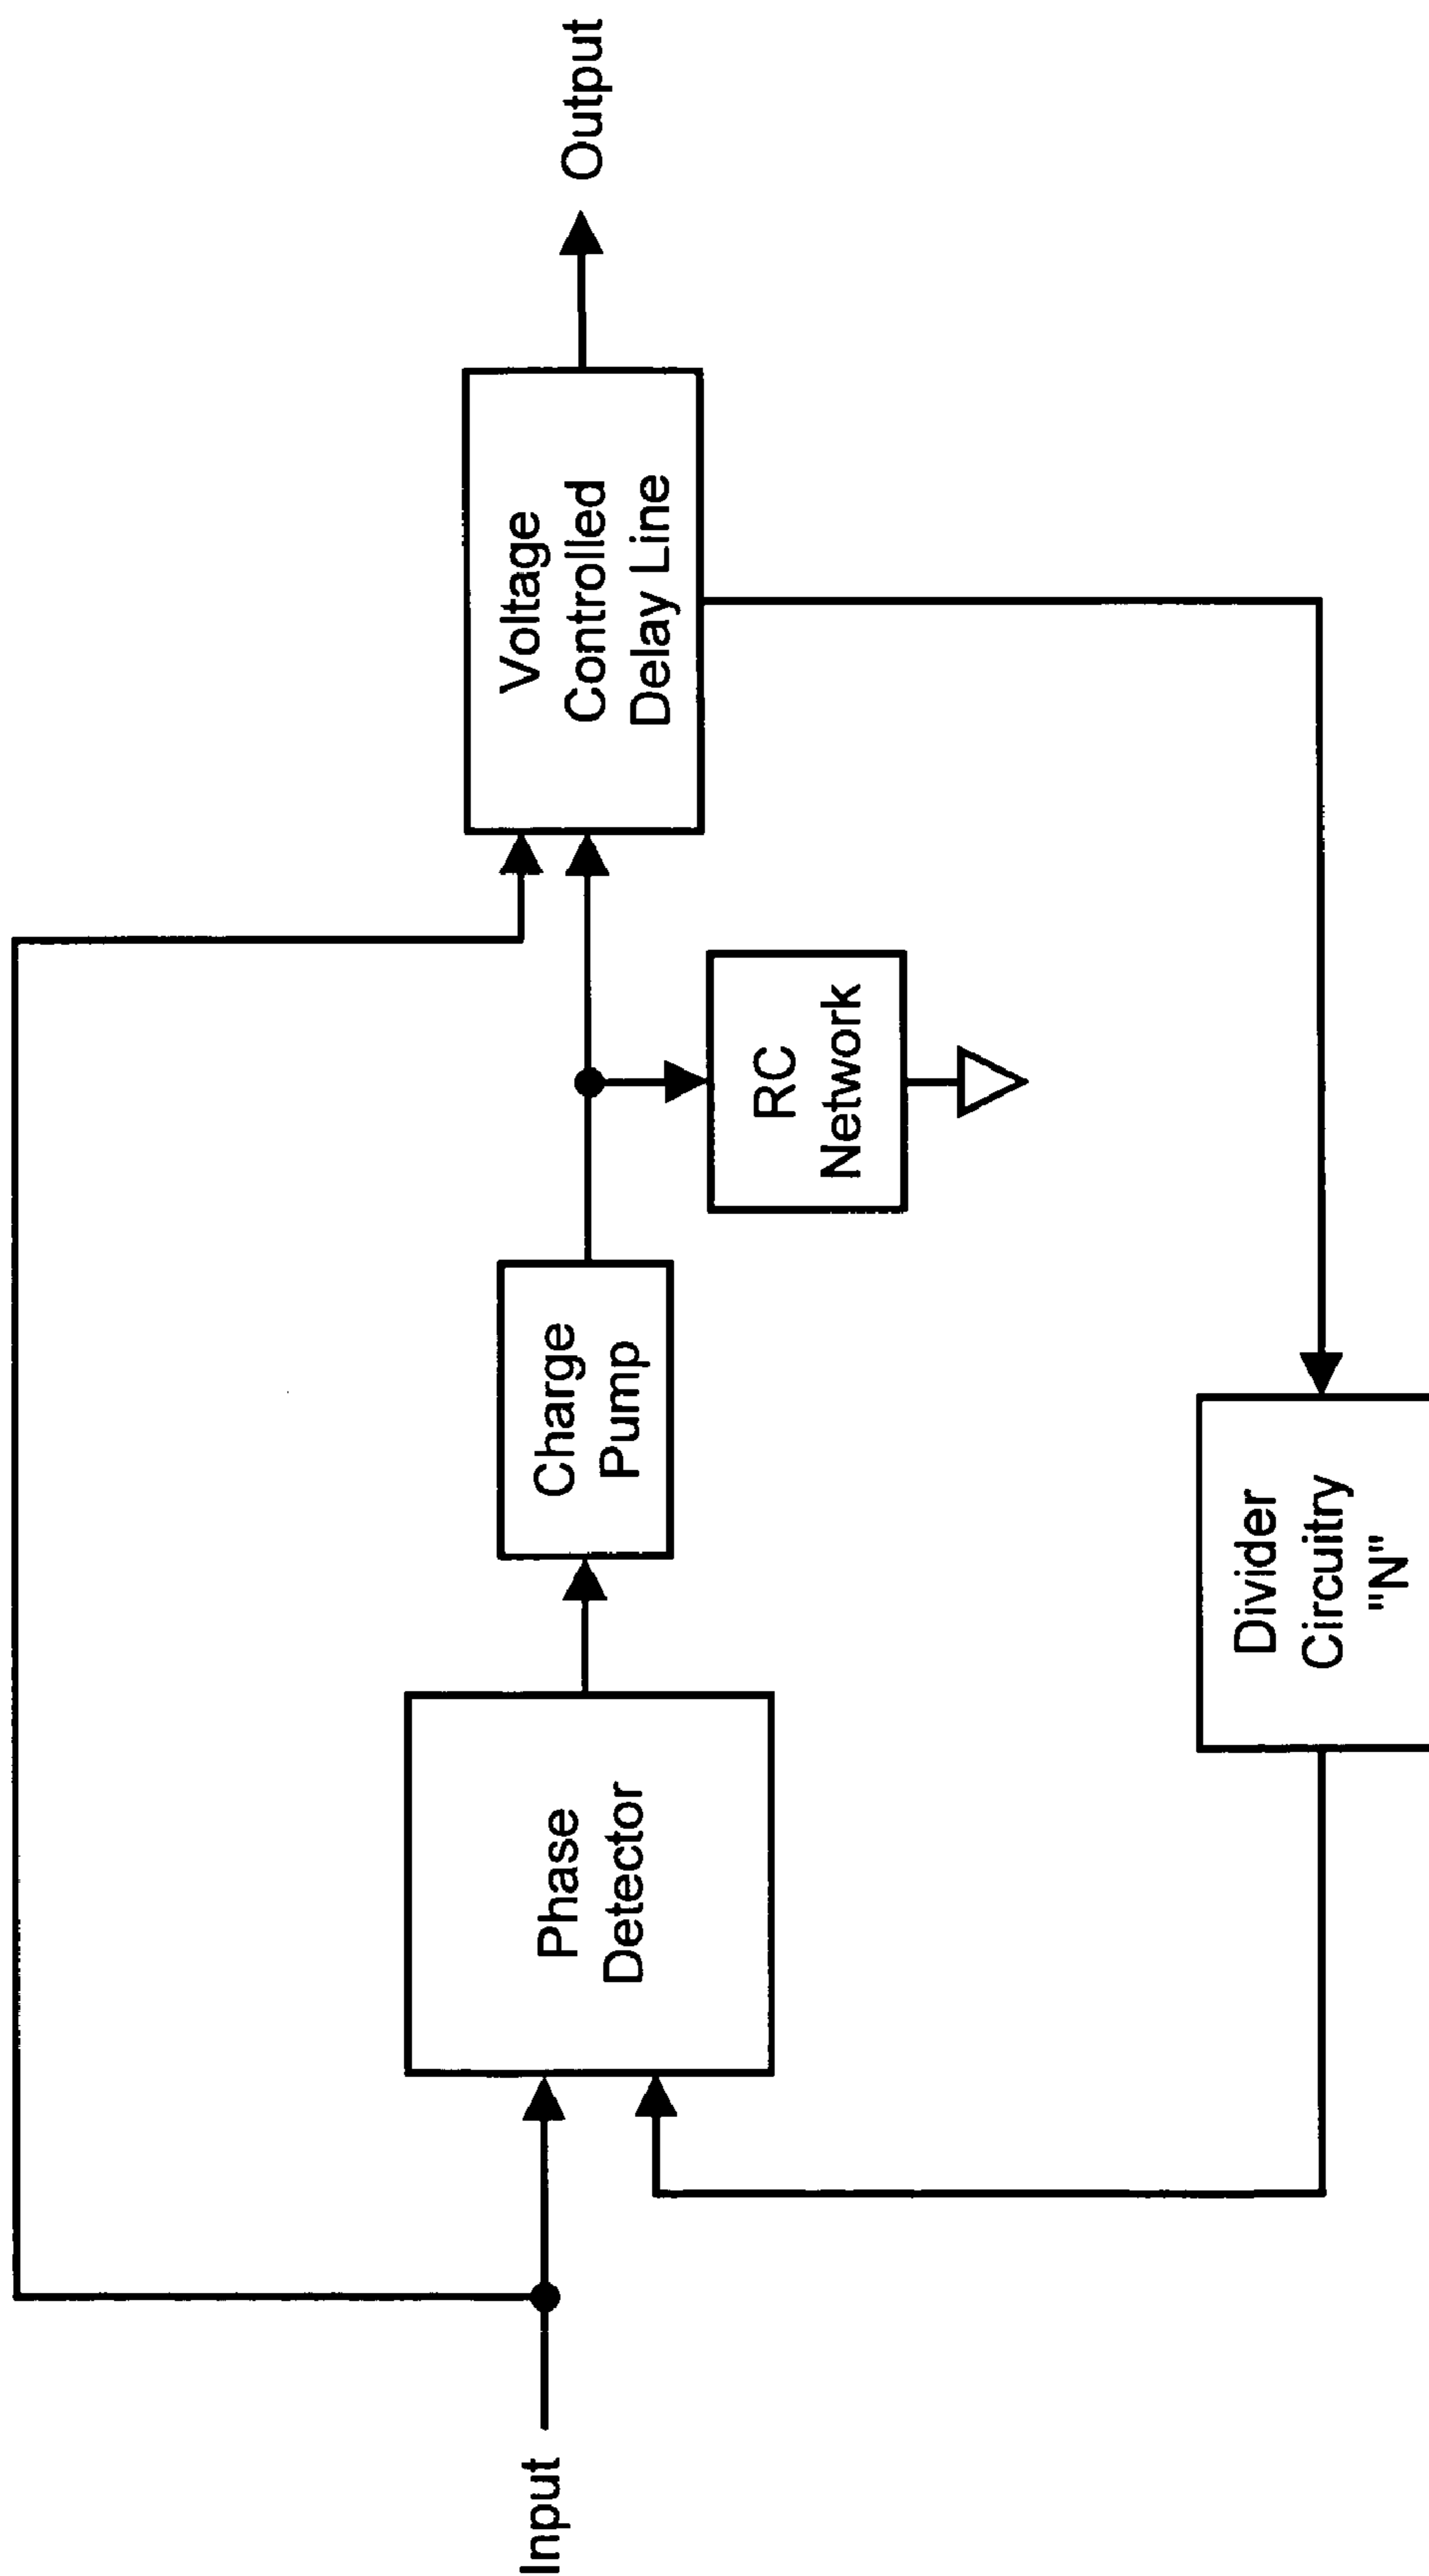 Input
Phase
Detector
Charge
Pump
RC
Network
Voltage
Controlled
Delay Line
Output
Divider
Circuitry
"N"